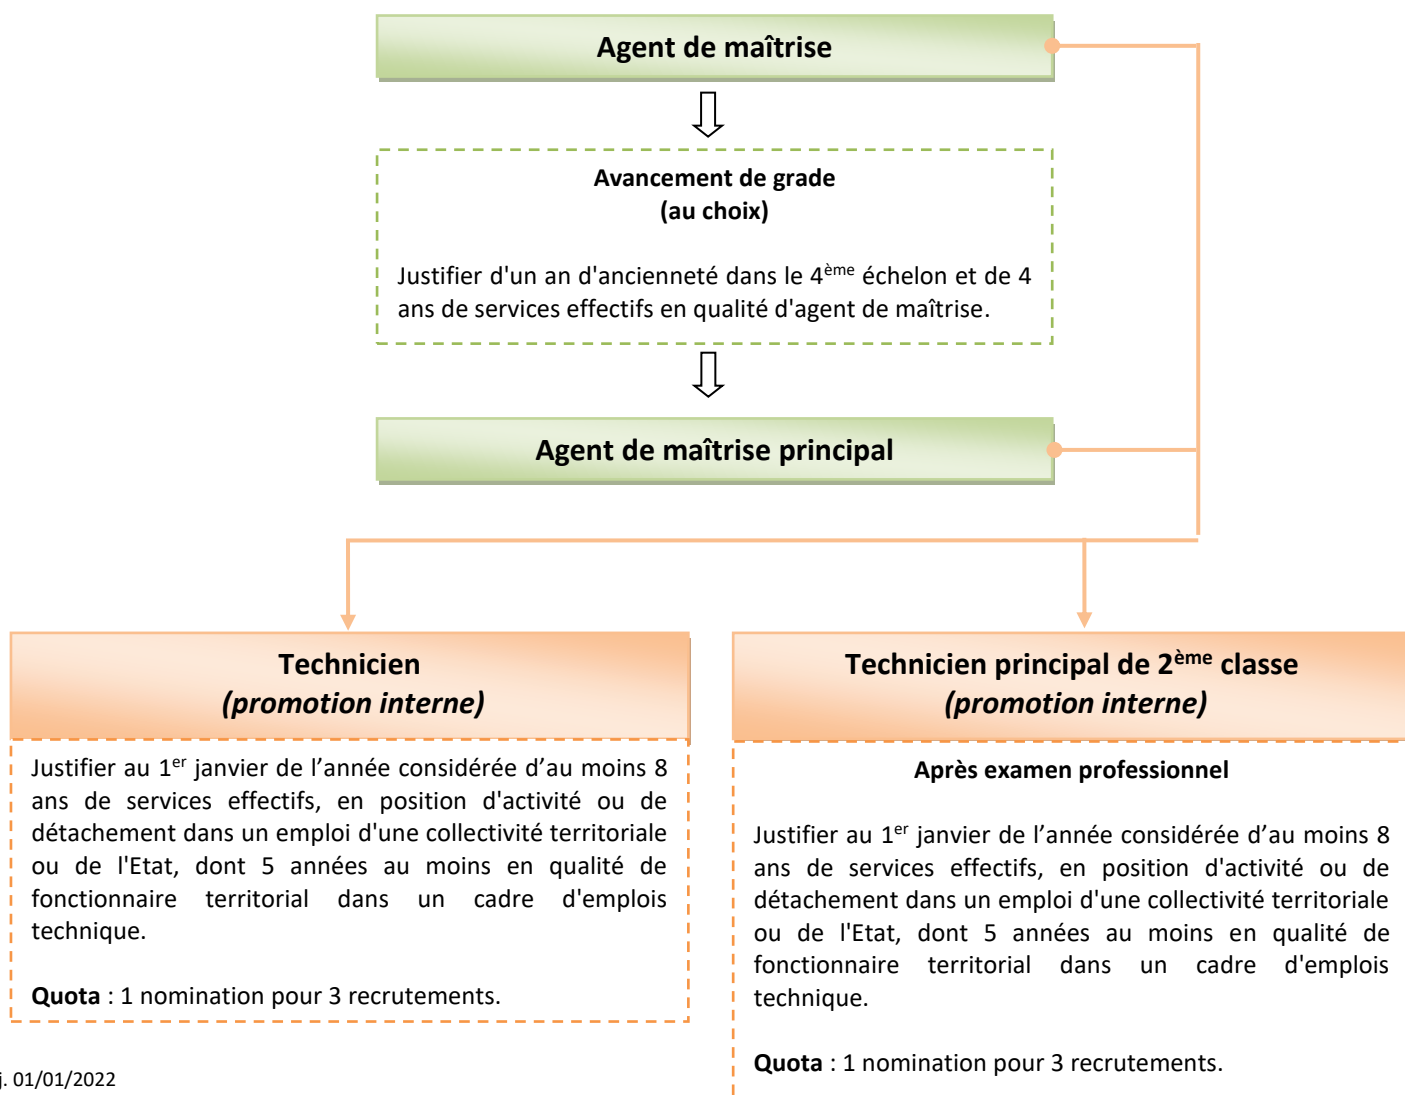 Agent de maîtrise
Avancement de grade
(au choix)
Justifier d'un an d'ancienneté dans le 4ème échelon et de 4
ans de services effectifs en qualité d'agent de maîtrise.
Agent de maîtrise principal
Technicien
(promotion interne)
Justifier au 1er janvier de l’année considérée d’au moins 8
ans de services effectifs, en position d'activité ou de
détachement dans un emploi d'une collectivité territoriale
ou de l'Etat, dont 5 années au moins en qualité de
fonctionnaire territorial dans un cadre d'emplois
technique.
Quota : 1 nomination pour 3 recrutements.
Technicien principal de 2ème classe
(promotion interne)
Après examen professionnel
Justifier au 1er janvier de l’année considérée d’au moins 8
ans de services effectifs, en position d'activité ou de
détachement dans un emploi d'une collectivité territoriale
ou de l'Etat, dont 5 années au moins en qualité de
fonctionnaire territorial dans un cadre d'emplois
technique.
Quota : 1 nomination pour 3 recrutements.
j. 01/01/2022